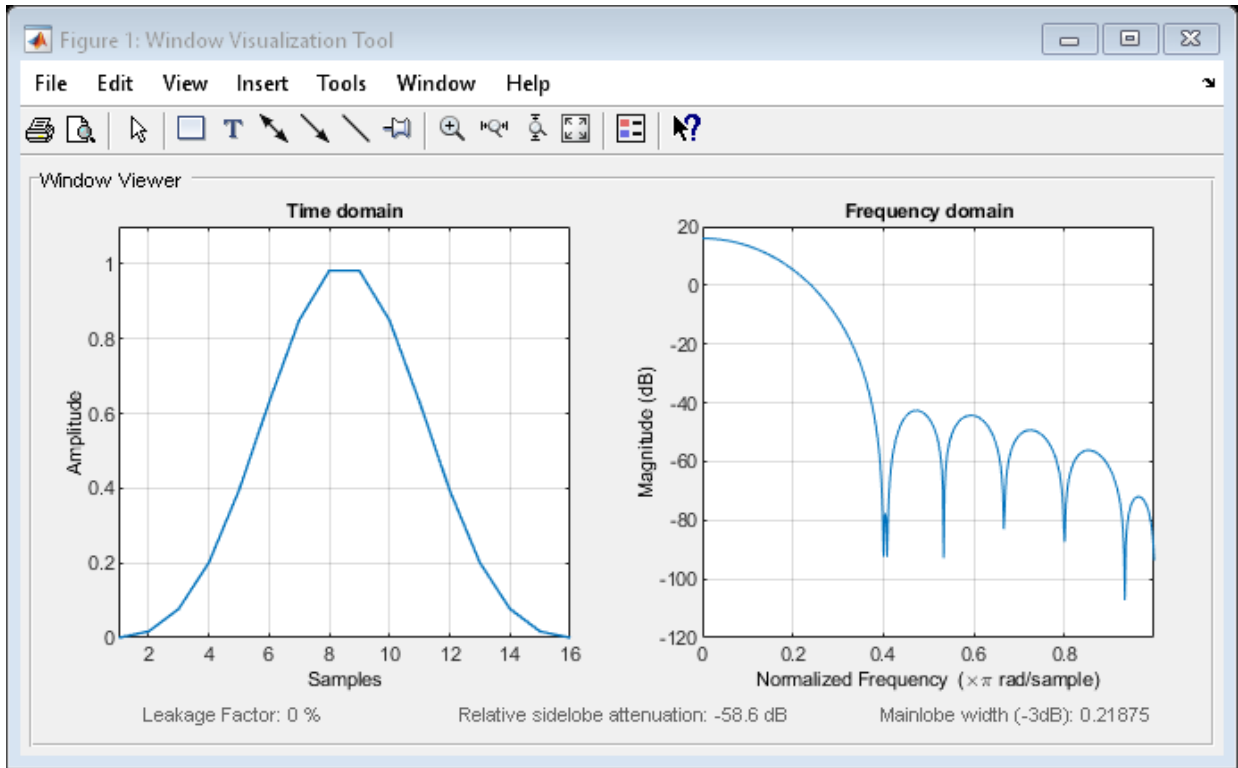 Figure 1: Window Visualization Tool
File Edit View Insert Tools Window Help
T
?
Window Viewer
Time domain
1
0.8
0.6
0.4
0.2
0
Amplitude
2 4 6 8 10 12 14 16
Samples
Frequency domain
20
0
-20
-40
-60
-80
-100
-120
Magnitude (dB)
0 0.2 0.4 0.6 0.8
Normalized Frequency (×π rad/sample)
Leakage Factor: 0 % Relative sidelobe attenuation: -58.6 dB Mainlobe width (-3dB): 0.21875